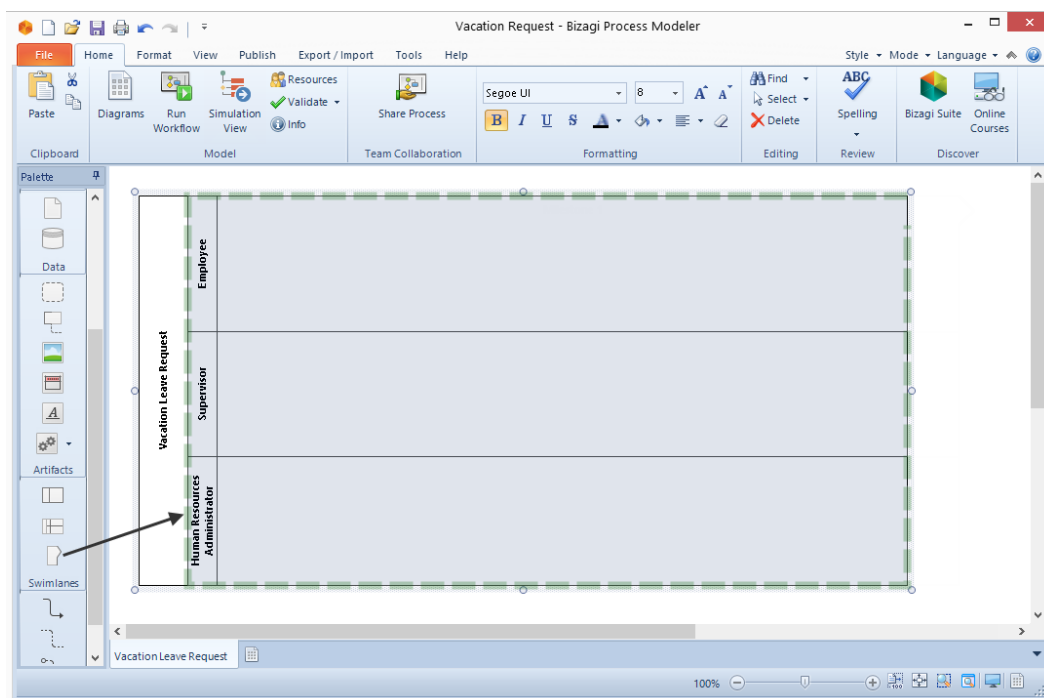 Vacation Request - Bizagi Process Modeler
File Home Format View Publish Export / Import Tools Help Style Mode Language
Paste
Clipboard
Diagrams
Run
Workflow
Simulation
View
Resources
Validate
Info
Model
Share Process
Team Collaboration
Segoe UI 8 A A
B I U S A
Formatting
Find
Select
Delete
Editing
ABC
Spelling
Review
Bizagi Suite
Online
Courses
Discover
Palette
Data
A
Artifacts
Swimlanes
Vacation Leave Request
Employee
Supervisor
Human Resources
Administrator
Vacation Leave Request
100%